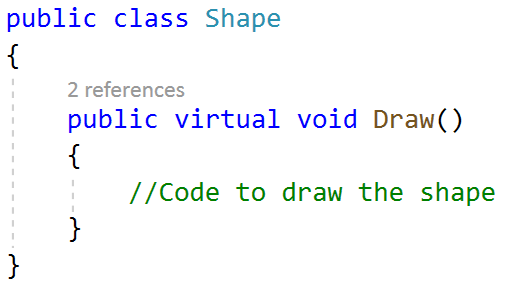 public class Shape
{
2 references
public virtual void Draw()
{
//Code to draw the shape
}
}